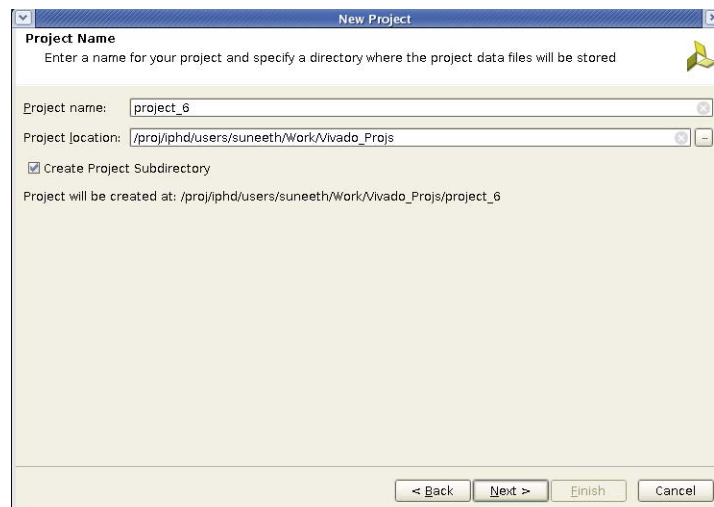 New Project
Project Name
Enter a name for your project and specify a directory where the project data files will be stored
Project name: project_6
Project location: /proj/iphd/users/suneeth/Work/Vivado_Projs
Create Project Subdirectory
Project will be created at: /proj/iphd/users/suneeth/Work/Vivado_Projs/project_6
< Back Next > Finish Cancel